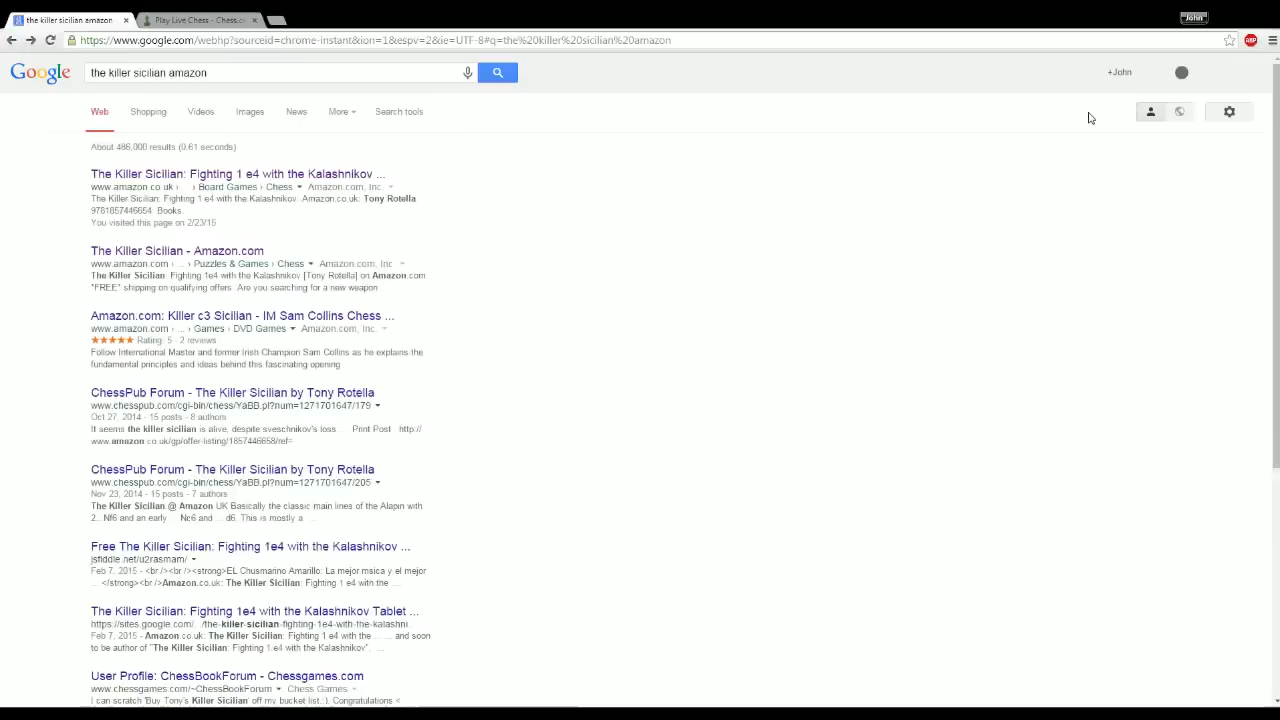 the killer sicilian amazon
Play Live Chess - Chess.c
John
https://www.google.com/webhp?sourceid=chrome-instant&ion=1&espv=2&ie=UTF-8#q=the%20killer%20sicilian%20amazon
ABP
Google
the killer sicilian amazon
+John
Web Shopping Videos Images News More Search tools
About 486,000 results (0.61 seconds)
The Killer Sicilian: Fighting 1 e4 with the Kalashnikov ...
www.amazon.co.uk › ... › Board Games › Chess Amazon.com, Inc.
The Killer Sicilian: Fighting 1 e4 with the Kalashnikov: Amazon.co.uk: Tony Rotella
9781857446654: Books.
You visited this page on 2/23/15
The Killer Sicilian - Amazon.com
www.amazon.com › ... › Puzzles & Games › Chess Amazon.com, Inc.
The Killer Sicilian: Fighting 1e4 with the Kalashnikov [Tony Rotella] on Amazon.com
*FREE* shipping on qualifying offers. Are you searching for a new weapon
Amazon.com: Killer c3 Sicilian - IM Sam Collins Chess ...
www.amazon.com › ... › Games › DVD Games Amazon.com, Inc.
★★★★★ Rating: 5 - 2 reviews
Follow International Master and former Irish Champion Sam Collins as he explains the
fundamental principles and ideas behind this fascinating opening
ChessPub Forum - The Killer Sicilian by Tony Rotella
www.chesspub.com/cgi-bin/chess/YaBB.pl?num=1271701647/179
Oct 27, 2014 - 15 posts - 8 authors
It seems the killer sicilian is alive, despite sveschnikov's loss. ... Print Post http://
www.amazon.co.uk/gp/offer-listing/1857446658/ref=
ChessPub Forum - The Killer Sicilian by Tony Rotella
www.chesspub.com/cgi-bin/chess/YaBB.pl?num=1271701647/205
Nov 23, 2014 - 15 posts - 7 authors
The Killer Sicilian @ Amazon UK Basically the classic main lines of the Alapin with
2...Nf6 and an early ...Nc6 and ...d6. This is mostly a ...
Free The Killer Sicilian: Fighting 1e4 with the Kalashnikov ...
jsfiddle.net/u2rasmam/
Feb 7, 2015 - <br /><br /><strong>EL Chusmarino Amarillo: La mejor msica y el mejor
... </strong><br />Amazon.co.uk: The Killer Sicilian: Fighting 1 e4 with the ...
The Killer Sicilian: Fighting 1e4 with the Kalashnikov Tablet ...
https://sites.google.com/.../the-killer-sicilian-fighting-1e4-with-the-kalashni...
Feb 7, 2015 - Amazon.co.uk: The Killer Sicilian: Fighting 1 e4 with the ... ... and soon
to be author of "The Killer Sicilian: Fighting 1.e4 with the Kalashnikov". ...
User Profile: ChessBookForum - Chessgames.com
www.chessgames.com/~ChessBookForum Chess Games
I can scratch 'Buy Tony's Killer Sicilian' off my bucket list.:). Congratulations <